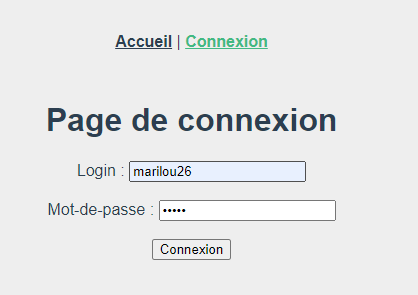 Accueil | Connexion
Page de connexion
Login : marilou26
Mot-de-passe : •••••
Connexion